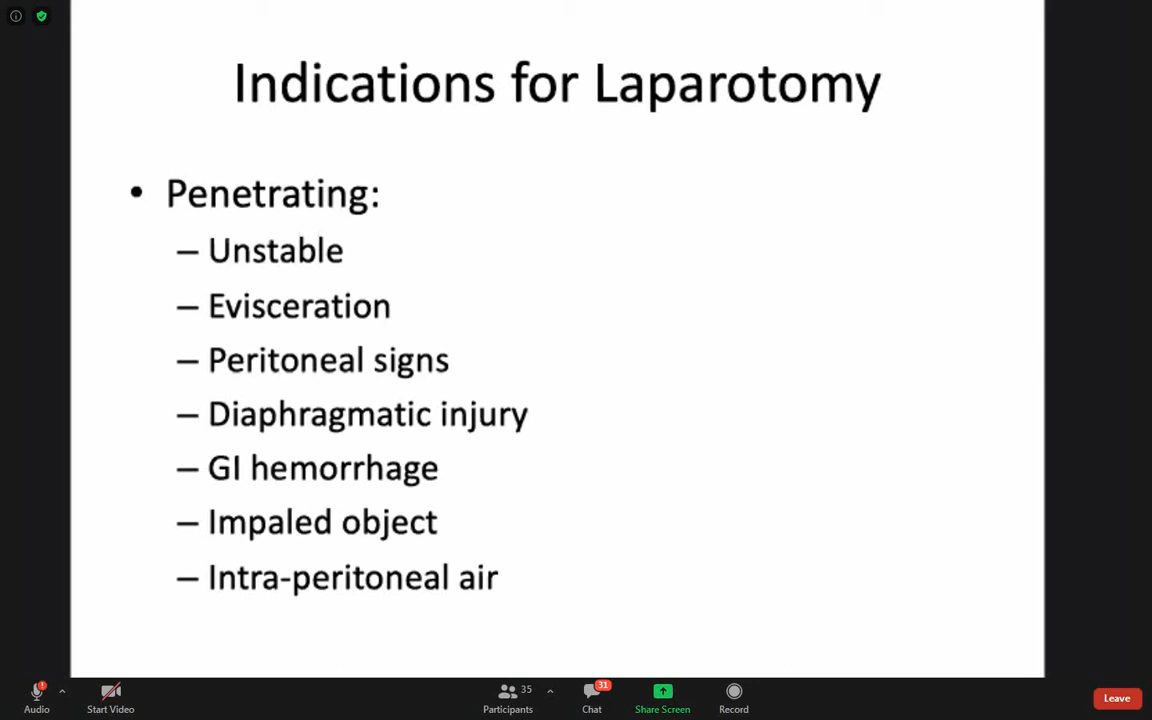 Indications for Laparotomy
• Penetrating:
– Unstable
– Evisceration
– Peritoneal signs
– Diaphragmatic injury
– GI hemorrhage
– Impaled object
– Intra-peritoneal air
Audio
Start Video
35
Participants
31
Chat
Share Screen
Record
Leave